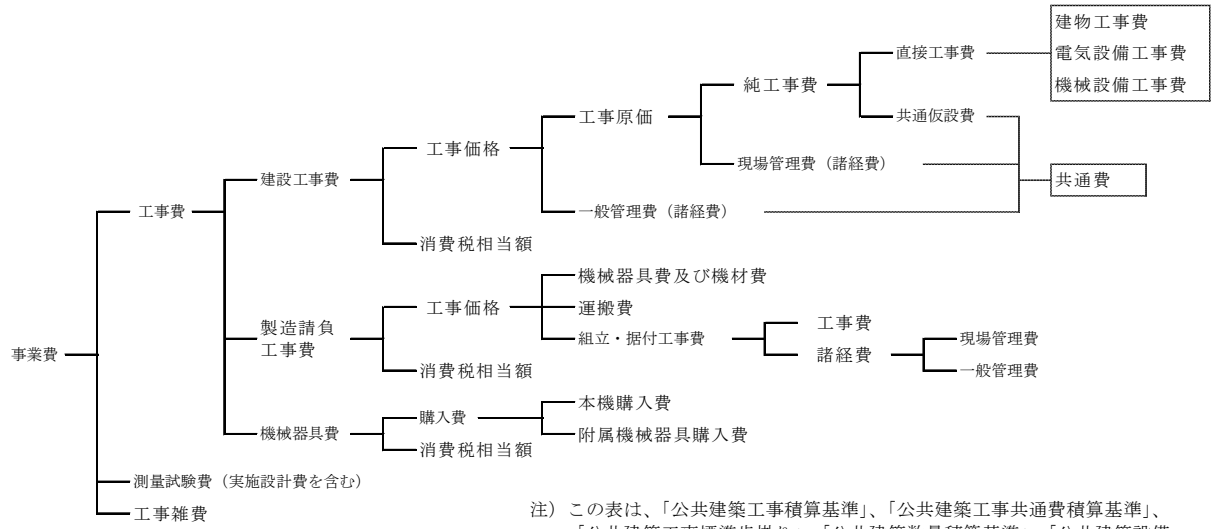 建物工事費
直接工事費
電気設備工事費
機械設備工事費
純工事費
工事原価
共通仮設費
工事価格
現場管理費（諸経費）
建設工事費
共通費
工事費
一般管理費（諸経費）
消費税相当額
機械器具費及び機材費
工事価格
運搬費
製造請負
工事費
組立・据付工事費
工事費
諸経費
現場管理費
一般管理費
事業費
消費税相当額
本機購入費
購入費
機械器具費
附属機械器具購入費
消費税相当額
測量試験費（実施設計費を含む）
工事雑費
注）この表は、「公共建築工事積算基準」、「公共建築工事共通費積算基準」、